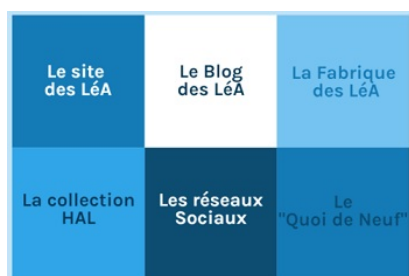 Le site
des LéA
Le Blog
des LéA
La Fabrique
des LéA
La collection
HAL
Les réseaux
Sociaux
Le
"Quoi de Neuf"